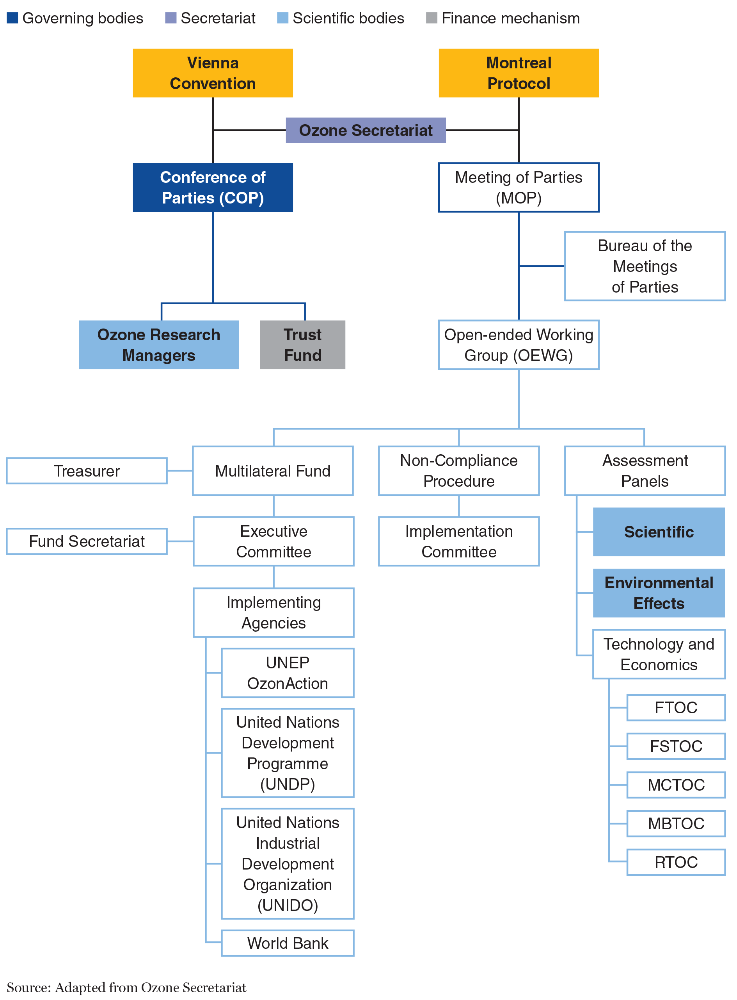 Governing bodies
Secretariat
Scientific bodies
Finance mechanism
Vienna
Convention
Montreal
Protocol
Ozone Secretariat
Conference of
Parties (COP)
Meeting of Parties
(MOP)
Bureau of the
Meetings
of Parties
Ozone Research
Managers
Trust
Fund
Open-ended Working
Group (OEWG)
Treasurer
Multilateral Fund
Non-Compliance
Procedure
Assessment
Panels
Fund Secretariat
Executive
Committee
Implementation
Committee
Scientific
Environmental
Effects
Implementing
Agencies
Technology and
Economics
UNEP
OzonAction
United Nations
Development
Programme
(UNDP)
United Nations
Industrial
Development
Organization
(UNIDO)
World Bank
FTOC
FSTOC
MCTOC
MBTOC
RTOC
Source: Adapted from Ozone Secretariat